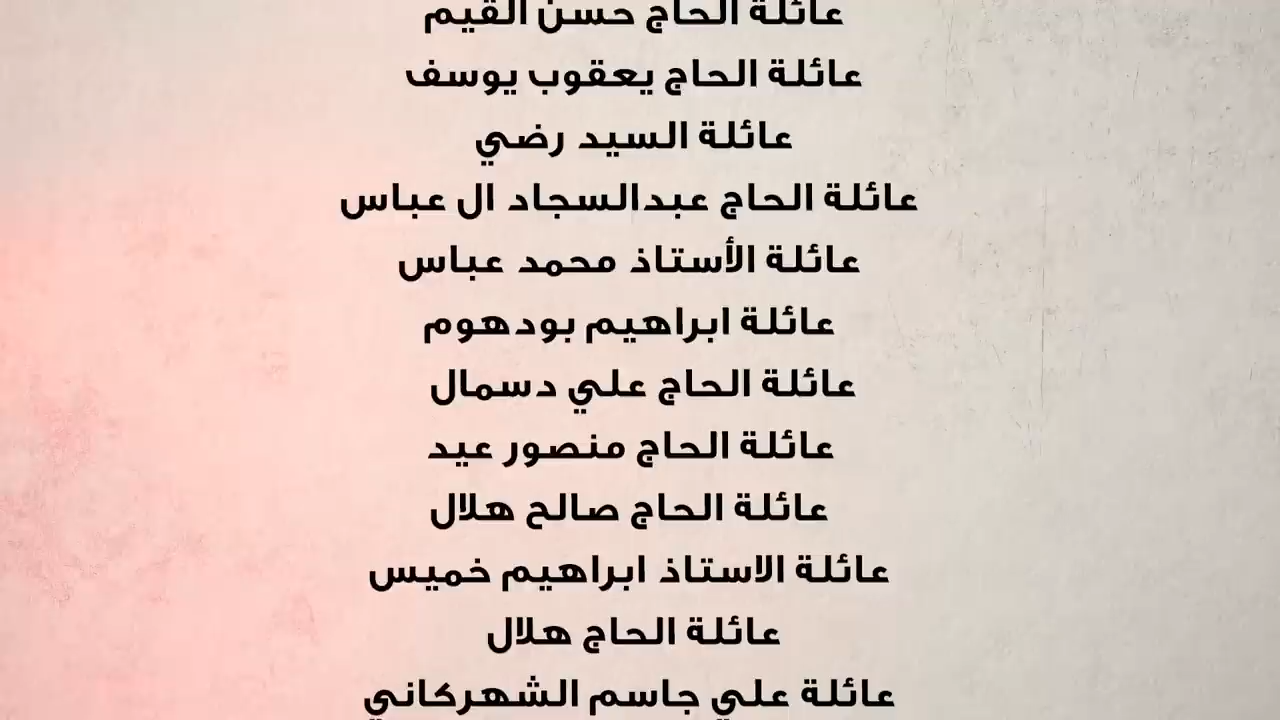 عائلة الحاج حسن القيم
عائلة الحاج يعقوب يوسف
عائلة السيد رضي
عائلة الحاج عبدالسجاد ال عباس
عائلة الأستاذ محمد عباس
عائلة ابراهيم بودهوم
عائلة الحاج علي دسمال
عائلة الحاج منصور عيد
عائلة الحاج صالح هلال
عائلة الاستاذ ابراهيم خميس
عائلة الحاج هلال
عائلة علي جاسم الشهركاني